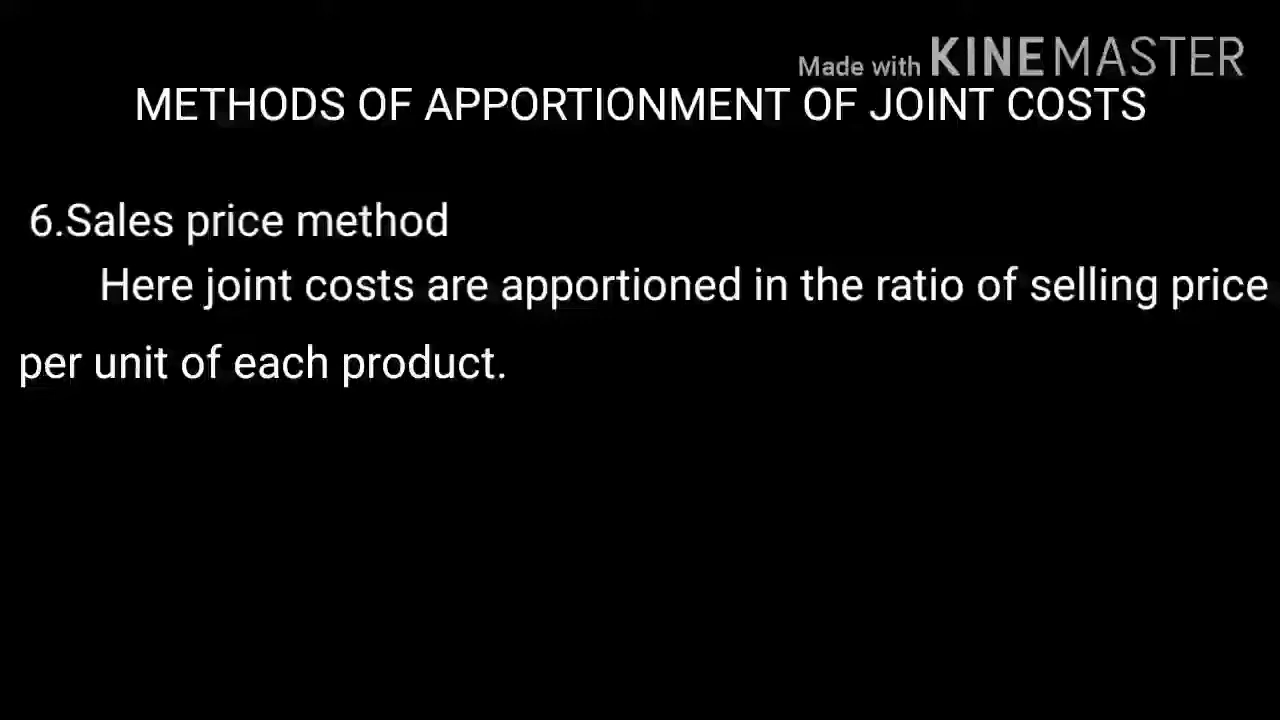 Made with KINEMASTER
METHODS OF APPORTIONMENT OF JOINT COSTS
6.Sales price method
Here joint costs are apportioned in the ratio of selling price
per unit of each product.